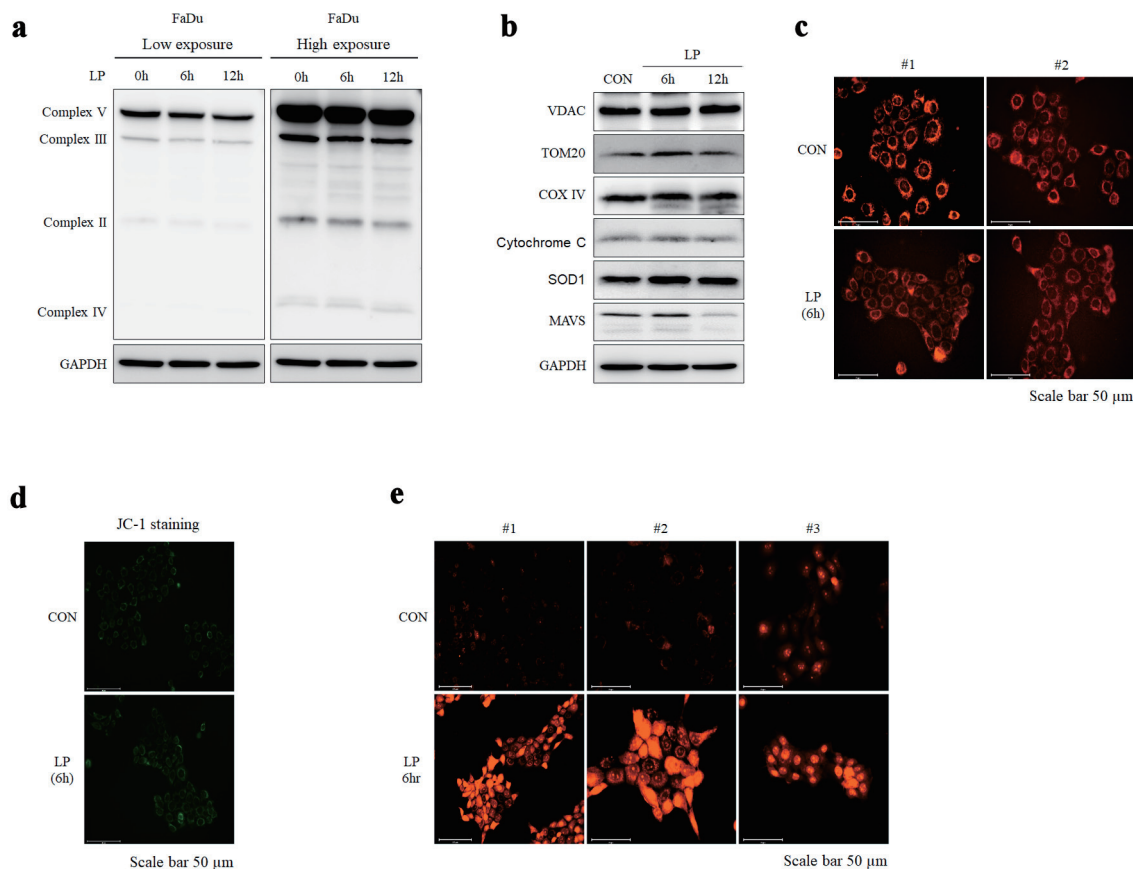 a
FaDu
FaDu
Low exposure
High exposure
LP
0h
6h
12h
0h
6h
12h
Complex V
Complex III
Complex II
Complex IV
GAPDH
b
LP
CON
6h
12h
VDAC
TOM20
COX IV
Cytochrome C
SOD1
MAVS
GAPDH
c
#1
#2
CON
LP
(6h)
Scale bar 50 µm
d
JC-1 staining
CON
LP
(6h)
Scale bar 50 µm
e
#1
#2
#3
CON
LP
6hr
Scale bar 50 µm